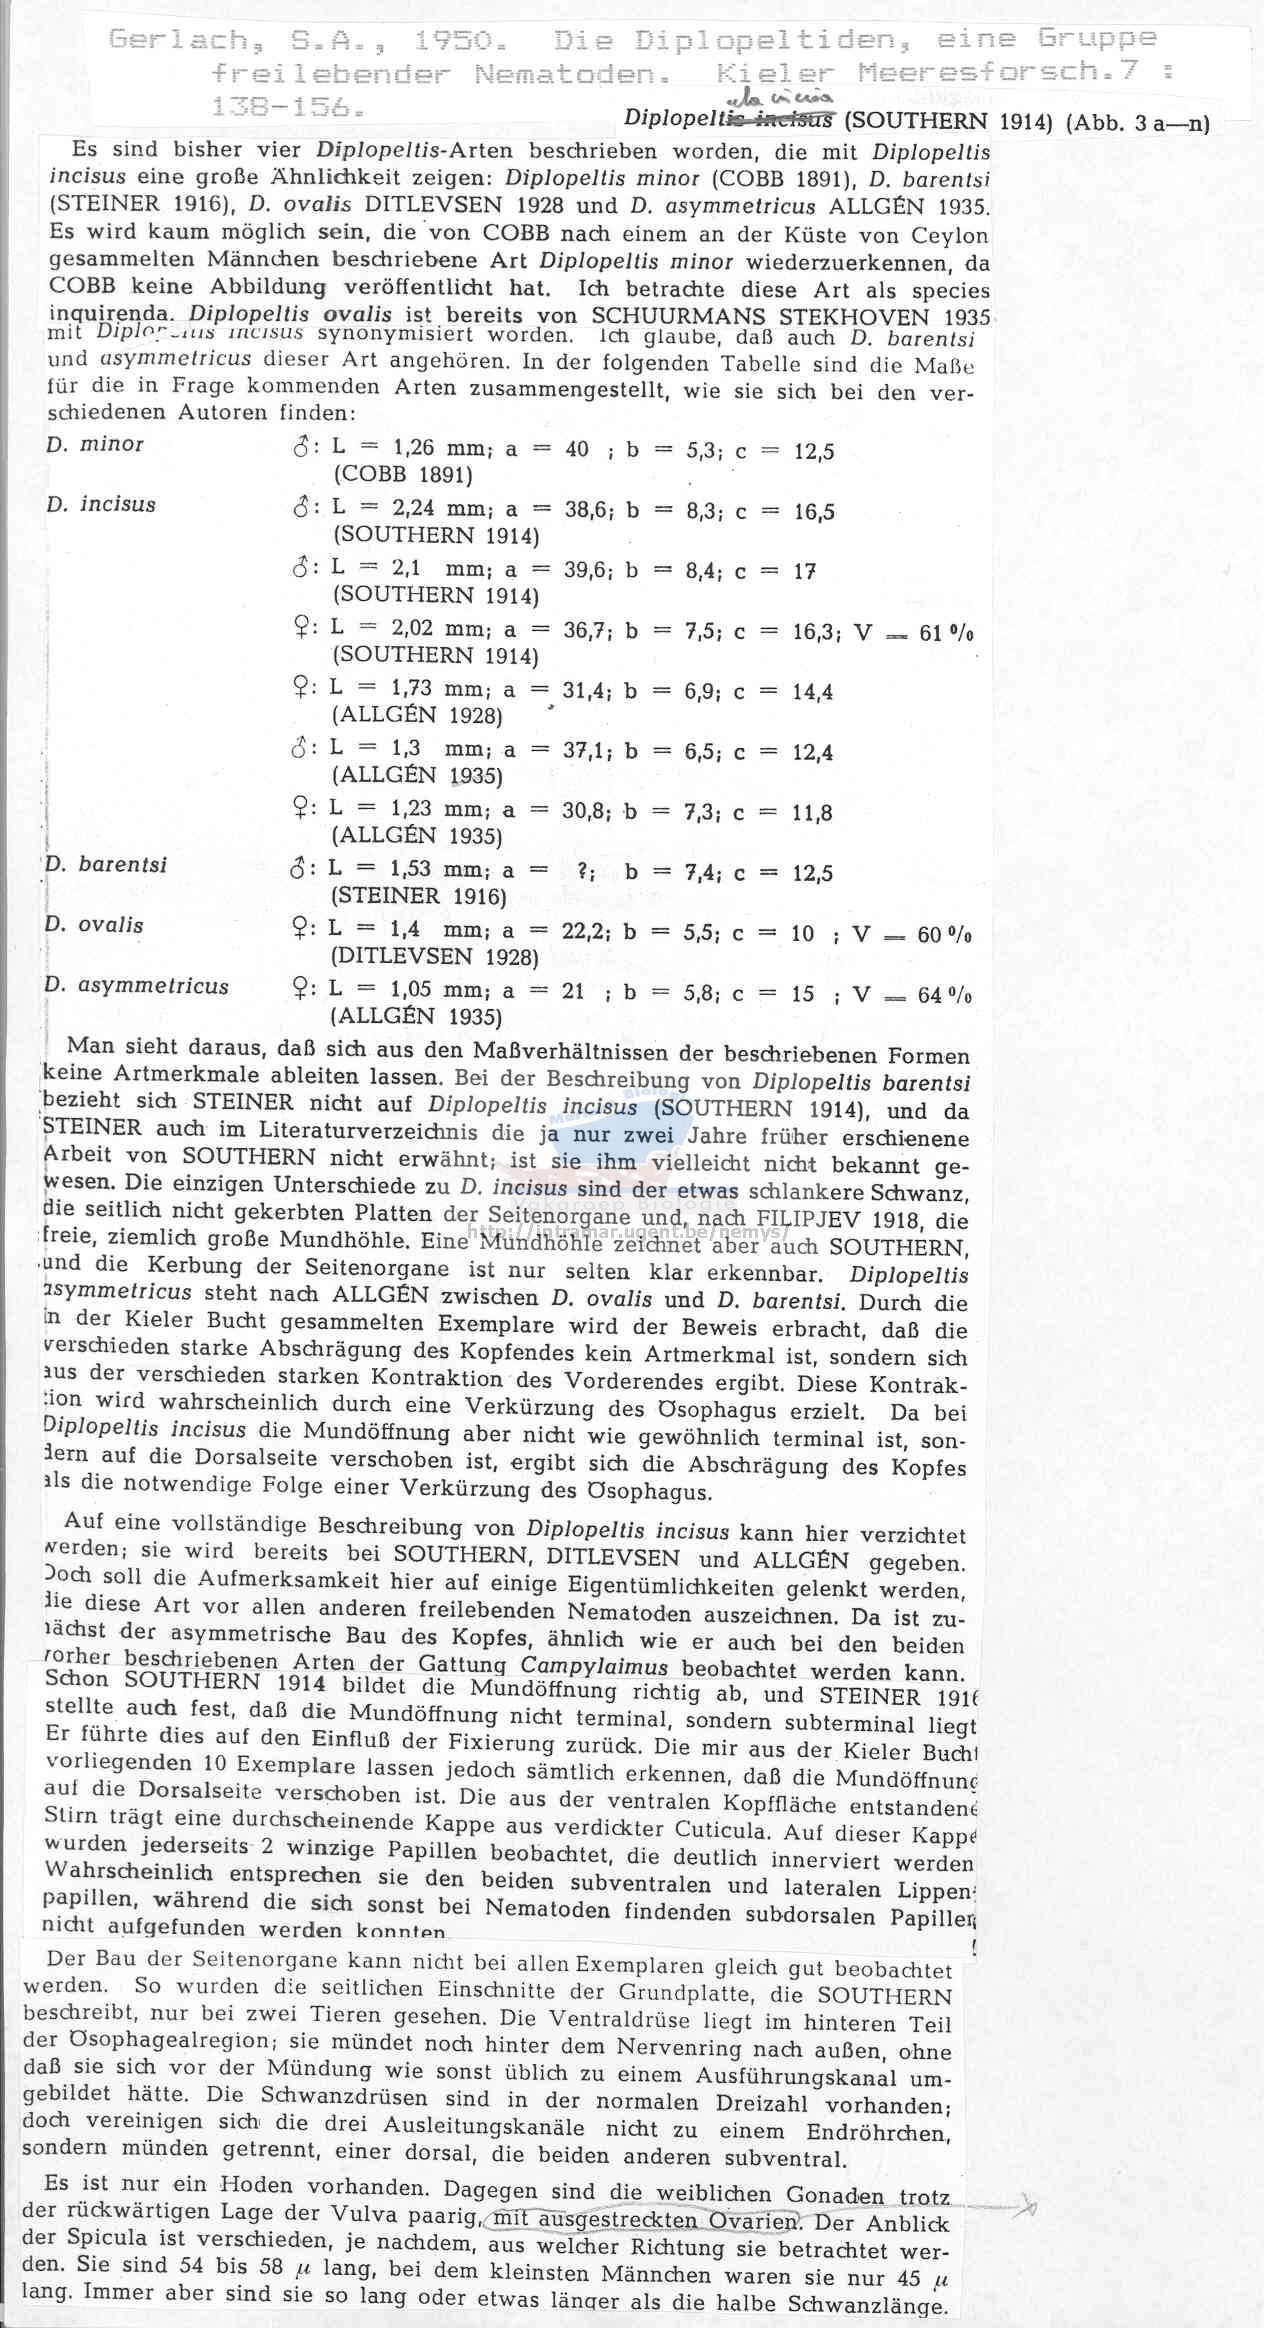 Gerlach, S.A., 1950. Die Diplopeltiden, eine Gruppe
freilebender Nematoden. Kieler Meeresforsch.7 :
138-156.
Diplopeltis incisus (SOUTHERN 1914) (Abb. 3 a—n)
Es sind bisher vier Diplopeltis-Arten beschrieben worden, die mit Diplopeltis
incisus eine große Ähnlichkeit zeigen: Diplopeltis minor (COBB 1891), D. barentsi
(STEINER 1916), D. ovalis DITLEVSEN 1928 und D. asymmetricus ALLGÉN 1935.
Es wird kaum möglich sein, die von COBB nach einem an der Küste von Ceylon
gesammelten Männchen beschriebene Art Diplopeltis minor wiederzuerkennen, da
COBB keine Abbildung veröffentlicht hat. Ich betrachte diese Art als species
inquirenda. Diplopeltis ovalis ist bereits von SCHUURMANS STEKHOVEN 1935
mit Diplopeltis incisus synonymisiert worden. Ich glaube, daß auch D. barentsi
und asymmetricus dieser Art angehören. In der folgenden Tabelle sind die Maße
für die in Frage kommenden Arten zusammengestellt, wie sie sich bei den ver-
schiedenen Autoren finden:
D. minor ♂: L = 1,26 mm; a = 40 ; b = 5,3; c = 12,5
(COBB 1891)
D. incisus ♂: L = 2,24 mm; a = 38,6; b = 8,3; c = 16,5
(SOUTHERN 1914)
♂: L = 2,1 mm; a = 39,6; b = 8,4; c = 17
(SOUTHERN 1914)
♀: L = 2,02 mm; a = 36,7; b = 7,5; c = 16,3; V = 61 %
(SOUTHERN 1914)
♀: L = 1,73 mm; a = 31,4; b = 6,9; c = 14,4
(ALLGÉN 1928)
♂: L = 1,3 mm; a = 37,1; b = 6,5; c = 12,4
(ALLGÉN 1935)
♀: L = 1,23 mm; a = 30,8; b = 7,3; c = 11,8
(ALLGÉN 1935)
D. barentsi ♂: L = 1,53 mm; a = ?; b = 7,4; c = 12,5
(STEINER 1916)
D. ovalis ♀: L = 1,4 mm; a = 22,2; b = 5,5; c = 10 ; V = 60 %
(DITLEVSEN 1928)
D. asymmetricus ♀: L = 1,05 mm; a = 21 ; b = 5,8; c = 15 ; V = 64 %
(ALLGÉN 1935)
Man sieht daraus, daß sich aus den Maßverhältnissen der beschriebenen Formen
keine Artmerkmale ableiten lassen. Bei der Beschreibung von Diplopeltis barentsi
bezieht sich STEINER nicht auf Diplopeltis incisus (SOUTHERN 1914), und da
STEINER auch im Literaturverzeichnis die ja nur zwei Jahre früher erschienene
Arbeit von SOUTHERN nicht erwähnt; ist sie ihm vielleicht nicht bekannt ge-
wesen. Die einzigen Unterschiede zu D. incisus sind der etwas schlankere Schwanz,
die seitlich nicht gekerbten Platten der Seitenorgane und, nach FILIPJEV 1918, die
freie, ziemlich große Mundhöhle. Eine Mundhöhle zeichnet aber auch SOUTHERN,
und die Kerbung der Seitenorgane ist nur selten klar erkennbar. Diplopeltis
asymmetricus steht nach ALLGÉN zwischen D. ovalis und D. barentsi. Durch die
in der Kieler Bucht gesammelten Exemplare wird der Beweis erbracht, daß die
verschieden starke Abschrägung des Kopfendes kein Artmerkmal ist, sondern sich
aus der verschieden starken Kontraktion des Vorderendes ergibt. Diese Kontrak-
tion wird wahrscheinlich durch eine Verkürzung des Ösophagus erzielt. Da bei
Diplopeltis incisus die Mundöffnung aber nicht wie gewöhnlich terminal ist, son-
dern auf die Dorsalseite verschoben ist, ergibt sich die Abschrägung des Kopfes
als die notwendige Folge einer Verkürzung des Ösophagus.
Vakgroep Biologie
http://intramar.ugent.be/nemys/
Auf eine vollständige Beschreibung von Diplopeltis incisus kann hier verzichtet
werden; sie wird bereits bei SOUTHERN, DITLEVSEN und ALLGÉN gegeben.
Doch soll die Aufmerksamkeit hier auf einige Eigentümlichkeiten gelenkt werden,
die diese Art vor allen anderen freilebenden Nematoden auszeichnen. Da ist zu-
nächst der asymmetrische Bau des Kopfes, ähnlich wie er auch bei den beiden
vorher beschriebenen Arten der Gattung Campylaimus beobachtet werden kann.
Schon SOUTHERN 1914 bildet die Mundöffnung richtig ab, und STEINER 1916
stellte auch fest, daß die Mundöffnung nicht terminal, sondern subterminal liegt
Er führte dies auf den Einfluß der Fixierung zurück. Die mir aus der Kieler Bucht
vorliegenden 10 Exemplare lassen jedoch sämtlich erkennen, daß die Mundöffnung
auf die Dorsalseite verschoben ist. Die aus der ventralen Kopffläche entstandene
Stirn trägt eine durchscheinende Kappe aus verdickter Cuticula. Auf dieser Kappe
wurden jederseits 2 winzige Papillen beobachtet, die deutlich innerviert werden
Wahrscheinlich entsprechen sie den beiden subventralen und lateralen Lippen-
papillen, während die sich sonst bei Nematoden findenden subdorsalen Papillen
nicht aufgefunden werden konnten
Der Bau der Seitenorgane kann nicht bei allen Exemplaren gleich gut beobachtet
werden. So wurden die seitlichen Einschnitte der Grundplatte, die SOUTHERN
beschreibt, nur bei zwei Tieren gesehen. Die Ventraldrüse liegt im hinteren Teil
der Ösophagealregion; sie mündet noch hinter dem Nervenring nach außen, ohne
daß sie sich vor der Mündung wie sonst üblich zu einem Ausführungskanal um-
gebildet hätte. Die Schwanzdrüsen sind in der normalen Dreizahl vorhanden;
doch vereinigen sich die drei Ausleitungskanäle nicht zu einem Endröhrchen,
sondern münden getrennt, einer dorsal, die beiden anderen subventral.
Es ist nur ein Hoden vorhanden. Dagegen sind die weiblichen Gonaden trotz
der rückwärtigen Lage der Vulva paarig, mit ausgestreckten Ovarien. Der Anblick
der Spicula ist verschieden, je nachdem, aus welcher Richtung sie betrachtet wer-
den. Sie sind 54 bis 58 µ lang, bei dem kleinsten Männchen waren sie nur 45 µ
lang. Immer aber sind sie so lang oder etwas länger als die halbe Schwanzlänge.